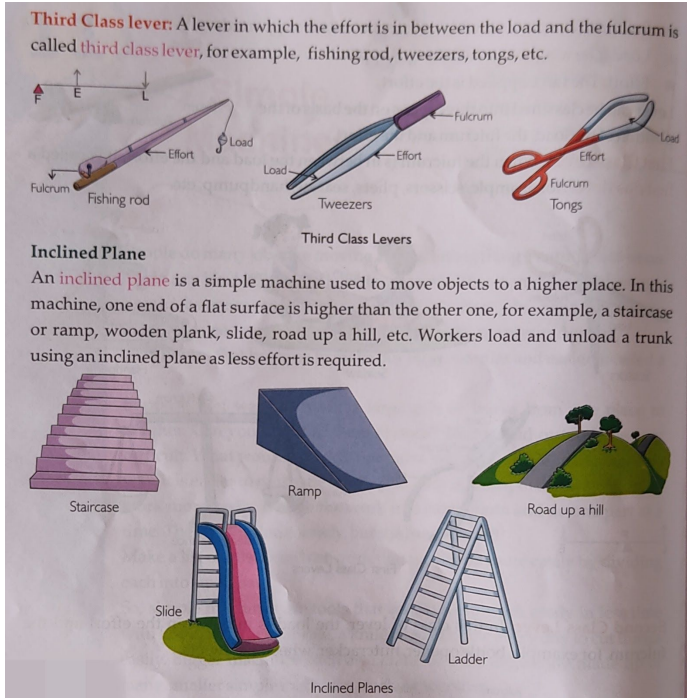 Third Class lever: A lever in which the effort is in between the load and the fulcrum is
called third class lever, for example, fishing rod, tweezers, tongs, etc.
F E L
Fulcrum
Effort
Load
Fishing rod
Fulcrum
Effort
Load
Tweezers
Load
Effort
Fulcrum
Tongs
Third Class Levers
Inclined Plane
An inclined plane is a simple machine used to move objects to a higher place. In this
machine, one end of a flat surface is higher than the other one, for example, a staircase
or ramp, wooden plank, slide, road up a hill, etc. Workers load and unload a trunk
using an inclined plane as less effort is required.
Staircase
Ramp
Road up a hill
Slide
Ladder
Inclined Planes